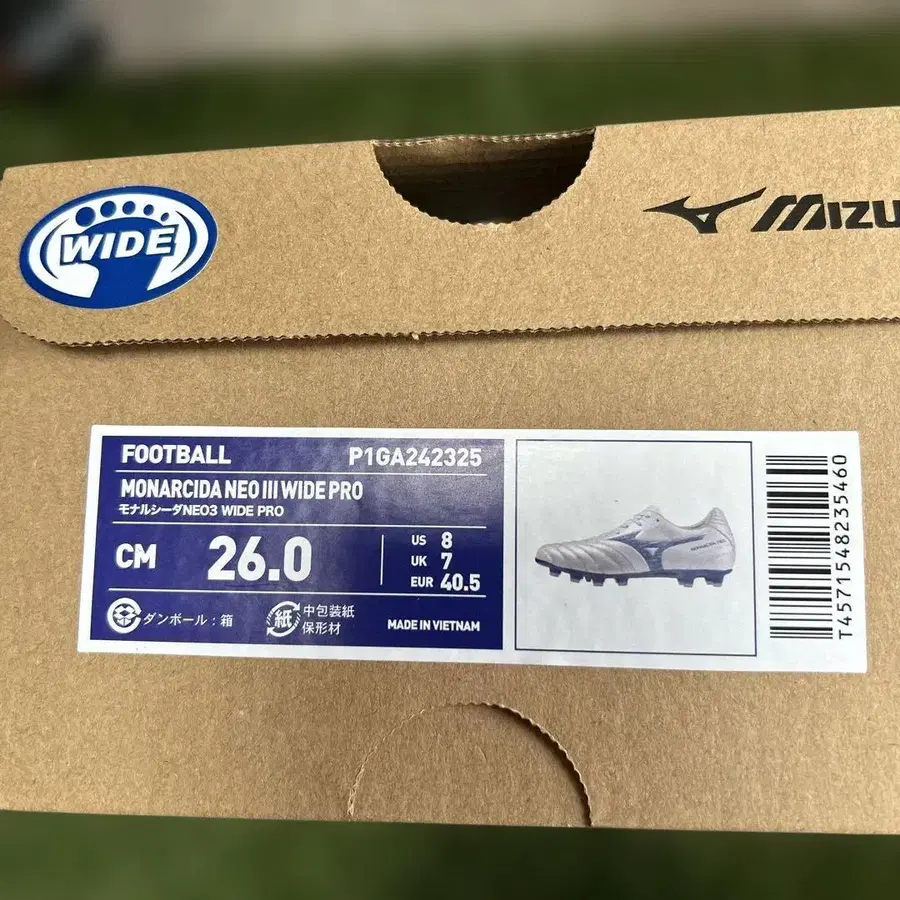 WIDE
MIZU
FOOTBALL P1GA242325
MONARCIDA NEO III WIDE PRO
モナルシーダNEO3 WIDE PRO
CM 26.0
US 8
UK 7
EUR 40.5
ダンボール：箱
紙 中包装紙
保形材
MADE IN VIETNAM
T4571548235460